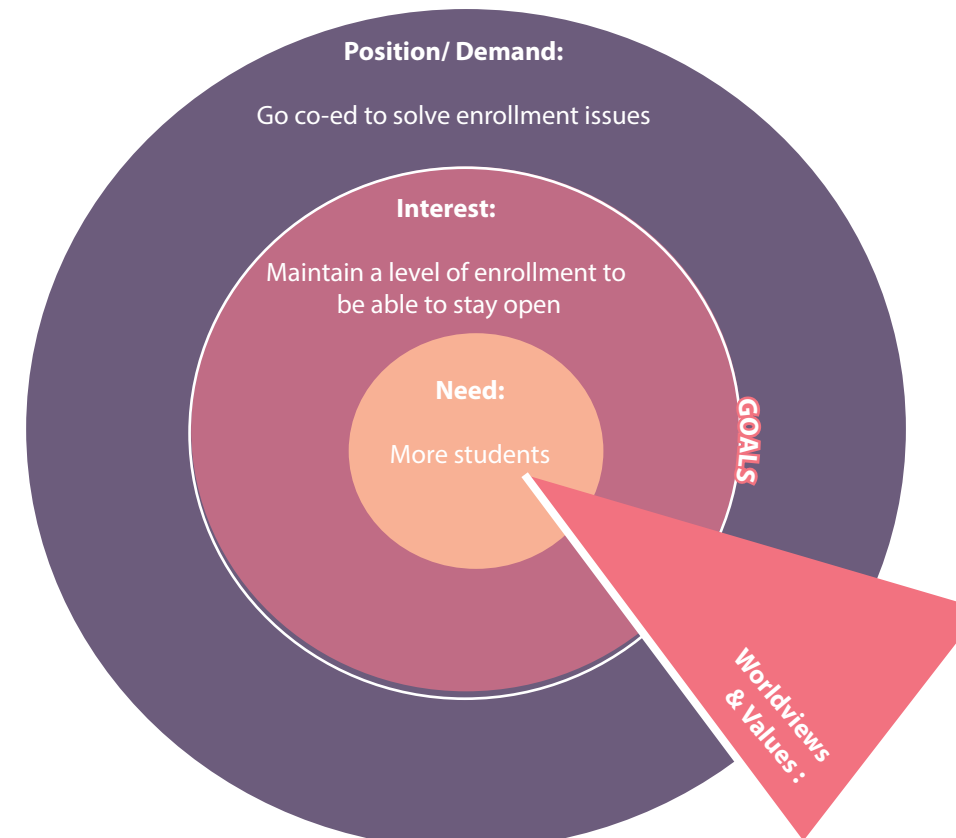 Position/ Demand:
Go co-ed to solve enrollment issues
Interest:
Maintain a level of enrollment to
be able to stay open
Need:
More students
GOALS
Worldviews
& Values :